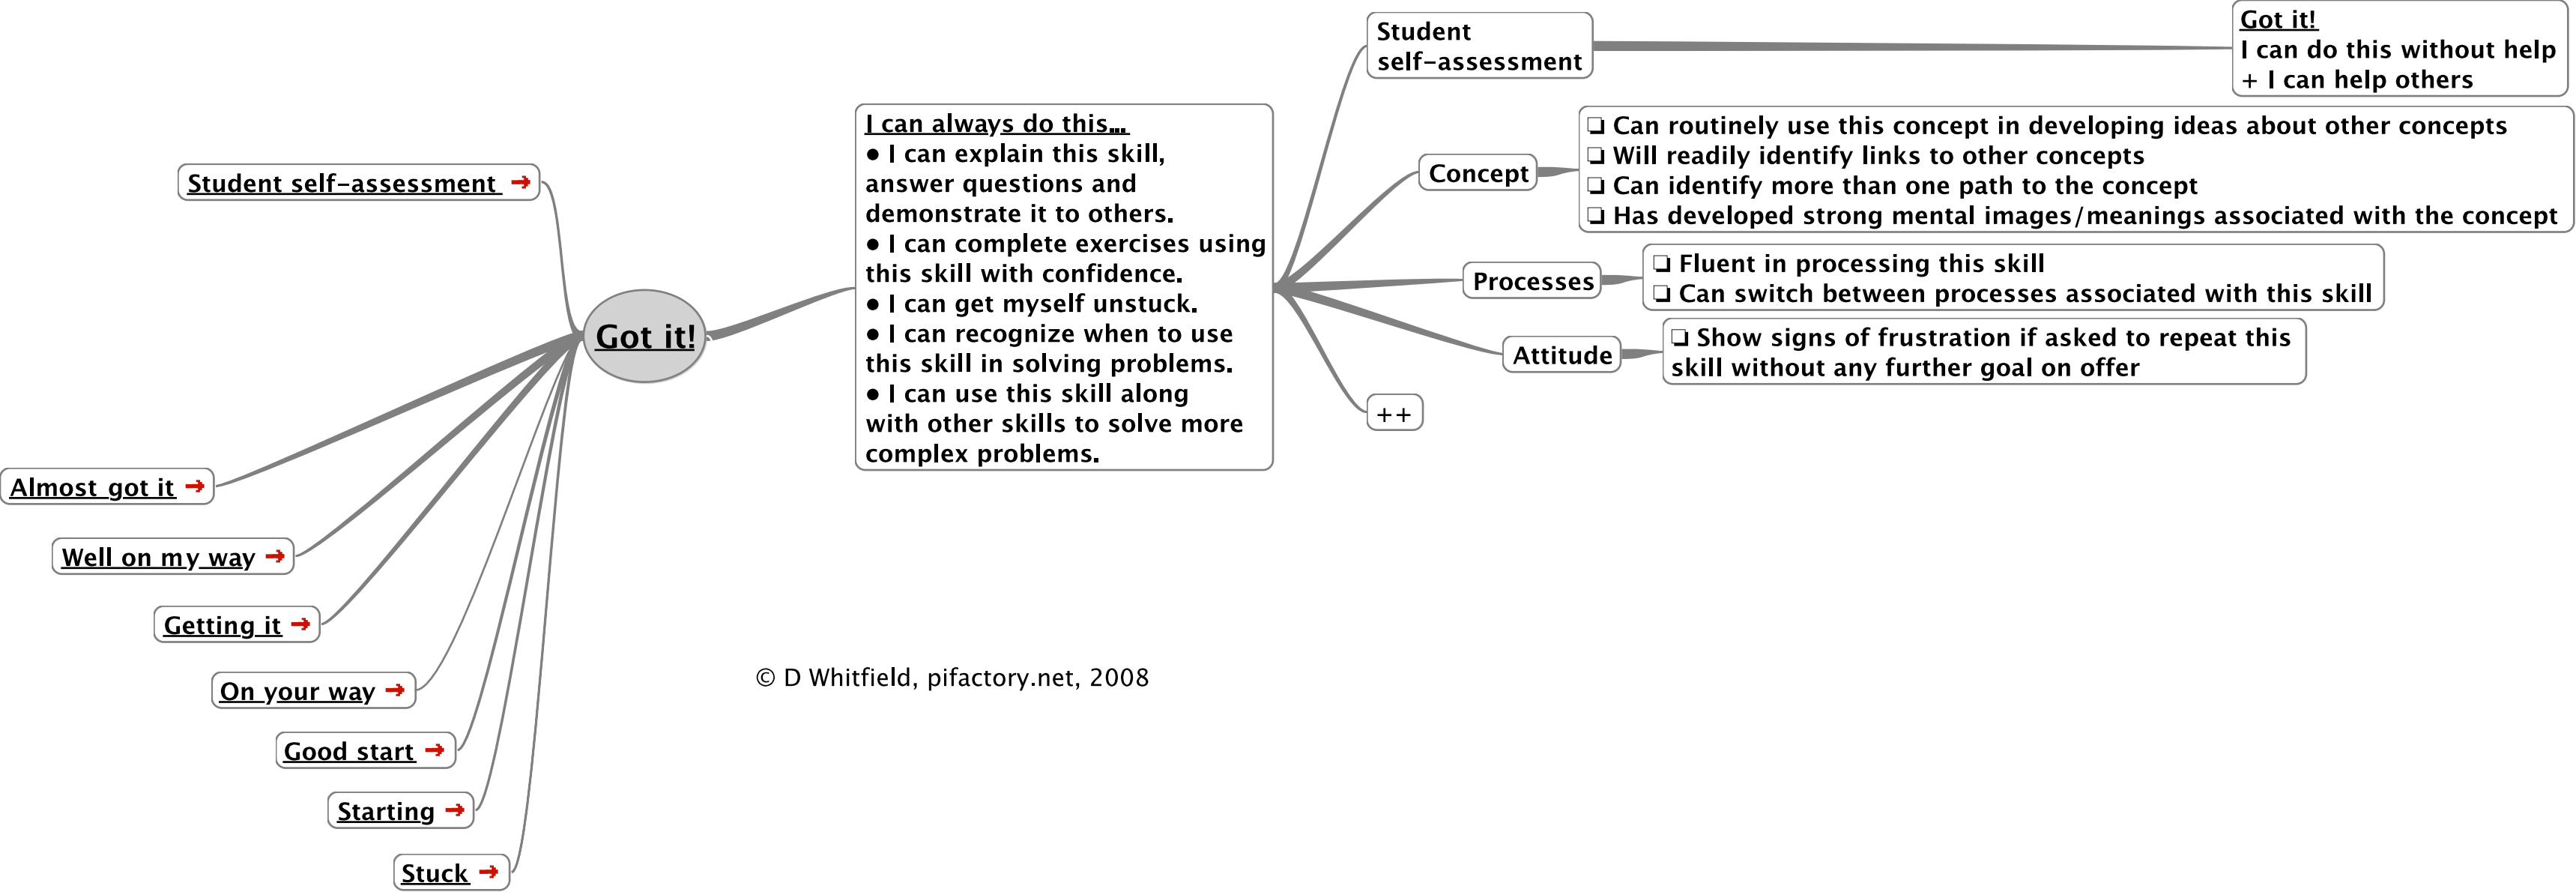 Student self-assessment →
Got it!
Almost got it →
Well on my way →
Getting it →
On your way →
Good start →
Starting →
Stuck →
I can always do this...
● I can explain this skill,
answer questions and
demonstrate it to others.
● I can complete exercises using
this skill with confidence.
● I can get myself unstuck.
● I can recognize when to use
this skill in solving problems.
● I can use this skill along
with other skills to solve more
complex problems.
Student
self-assessment
Got it!
I can do this without help
+ I can help others
Concept
❏ Can routinely use this concept in developing ideas about other concepts
❏ Will readily identify links to other concepts
❏ Can identify more than one path to the concept
❏ Has developed strong mental images/meanings associated with the concept
Processes
❏ Fluent in processing this skill
❏ Can switch between processes associated with this skill
Attitude
❏ Show signs of frustration if asked to repeat this
skill without any further goal on offer
++
© D Whitfield, pifactory.net, 2008